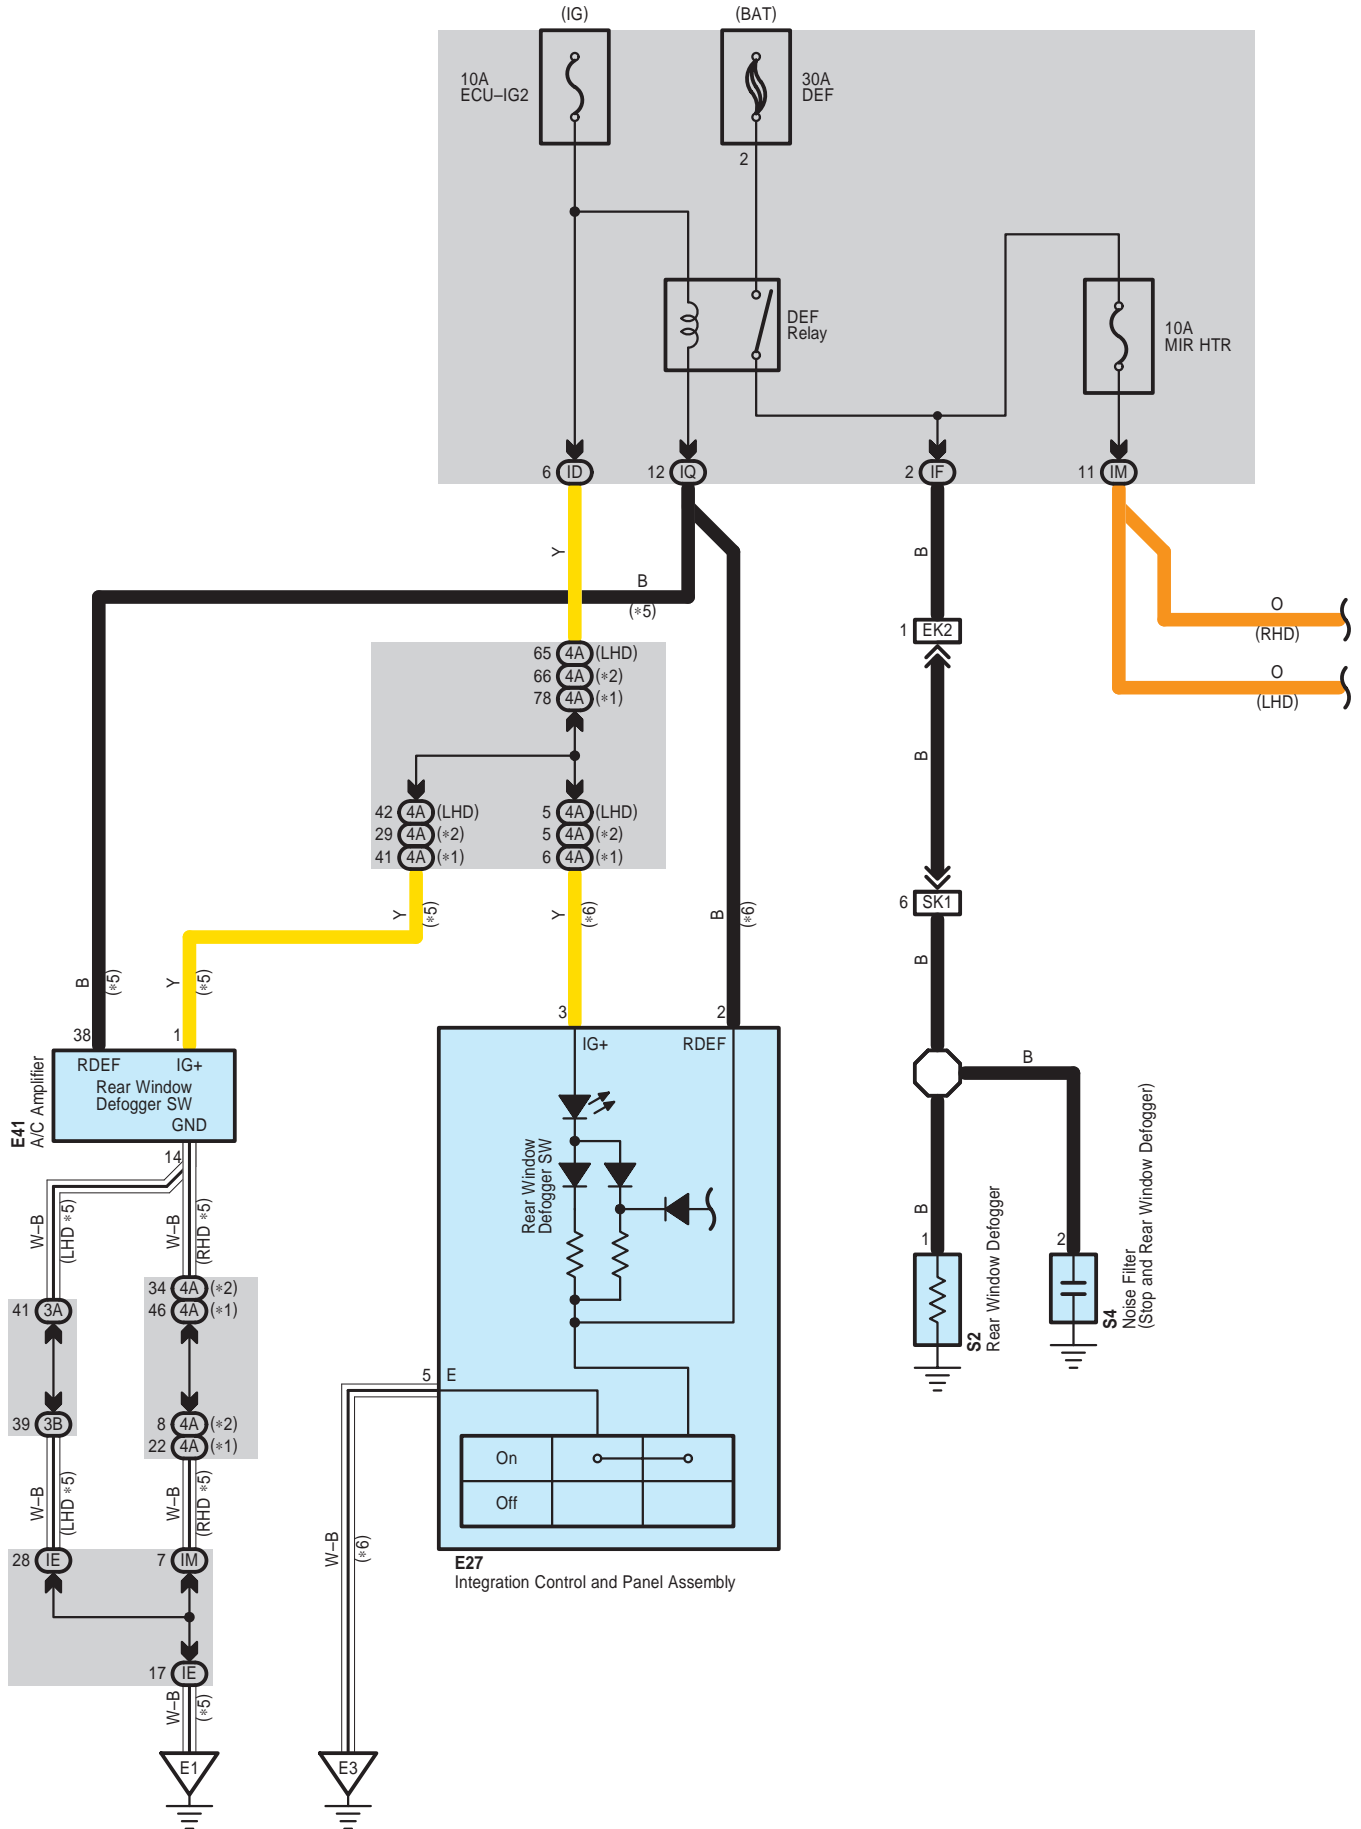 (IG)
(BAT)
10A
ECU–IG2
30A
DEF
2
DEF
Relay
10A
MIR HTR
6 ID
12 IQ
2 IF
11 IM
Y
B
(*5)
B
1 EK2
O
(RHD)
O
(LHD)
65 4A (LHD)
66 4A (*2)
78 4A (*1)
B
42 4A (LHD)
29 4A (*2)
41 4A (*1)
5 4A (LHD)
5 4A (*2)
6 4A (*1)
6 SK1
Y
(*5)
Y
(*6)
B
(*6)
B
B
(*5)
Y
(*5)
38
1
3
2
RDEF
IG+
Rear Window
Defogger SW
GND
E41
A/C Amplifier
IG+
RDEF
Rear Window
Defogger SW
B
B
14
W–B
(LHD *5)
W–B
(RHD *5)
1
2
S2
Rear Window Defogger
S4
Noise Filter
(Stop and Rear Window Defogger)
34 4A (*2)
46 4A (*1)
41 3A
5 E
39 3B
8 4A (*2)
22 4A (*1)
On
Off
W–B
(LHD *5)
W–B
(RHD *5)
W–B
(*6)
28 IE
7 IM
E27
Integration Control and Panel Assembly
17 IE
W–B
(*5)
E1
E3